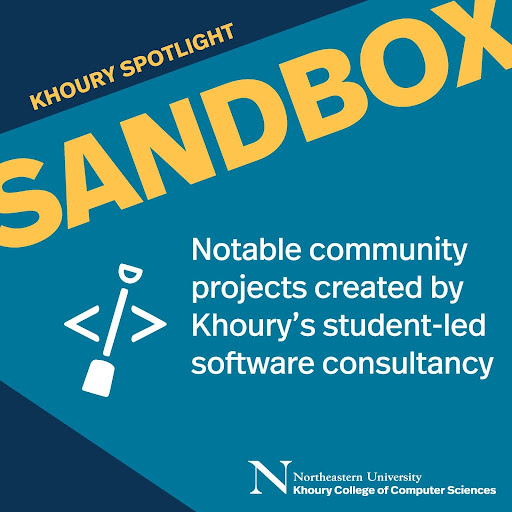 KHOURY SPOTLIGHT
SANDBOX
Notable community
projects created by
Khoury's student-led
software consultancy
N Northeastern University
Khoury College of Computer Sciences